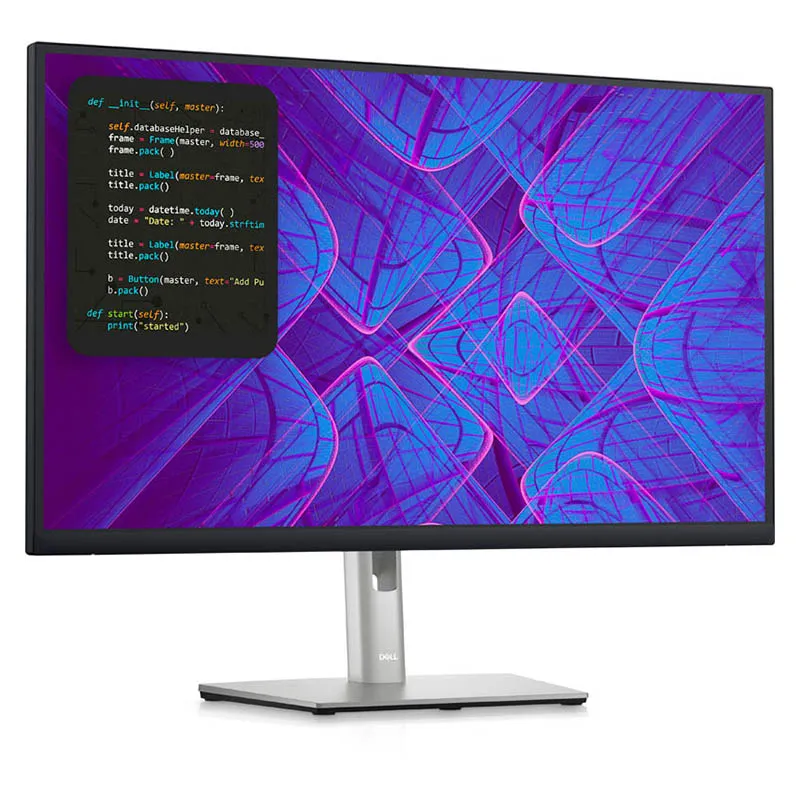 def __init__(self, master):
self.databaseHelper = database_
frame = Frame(master, width=500
frame.pack( )
title = Label(master=frame, tex
title.pack()
today = datetime.today( )
date = "Date: " + today.strftim
title = Label(master=frame, tex
title.pack()
b = Button(master, text="Add Pu
b.pack()
def start(self):
print("started")
DELL